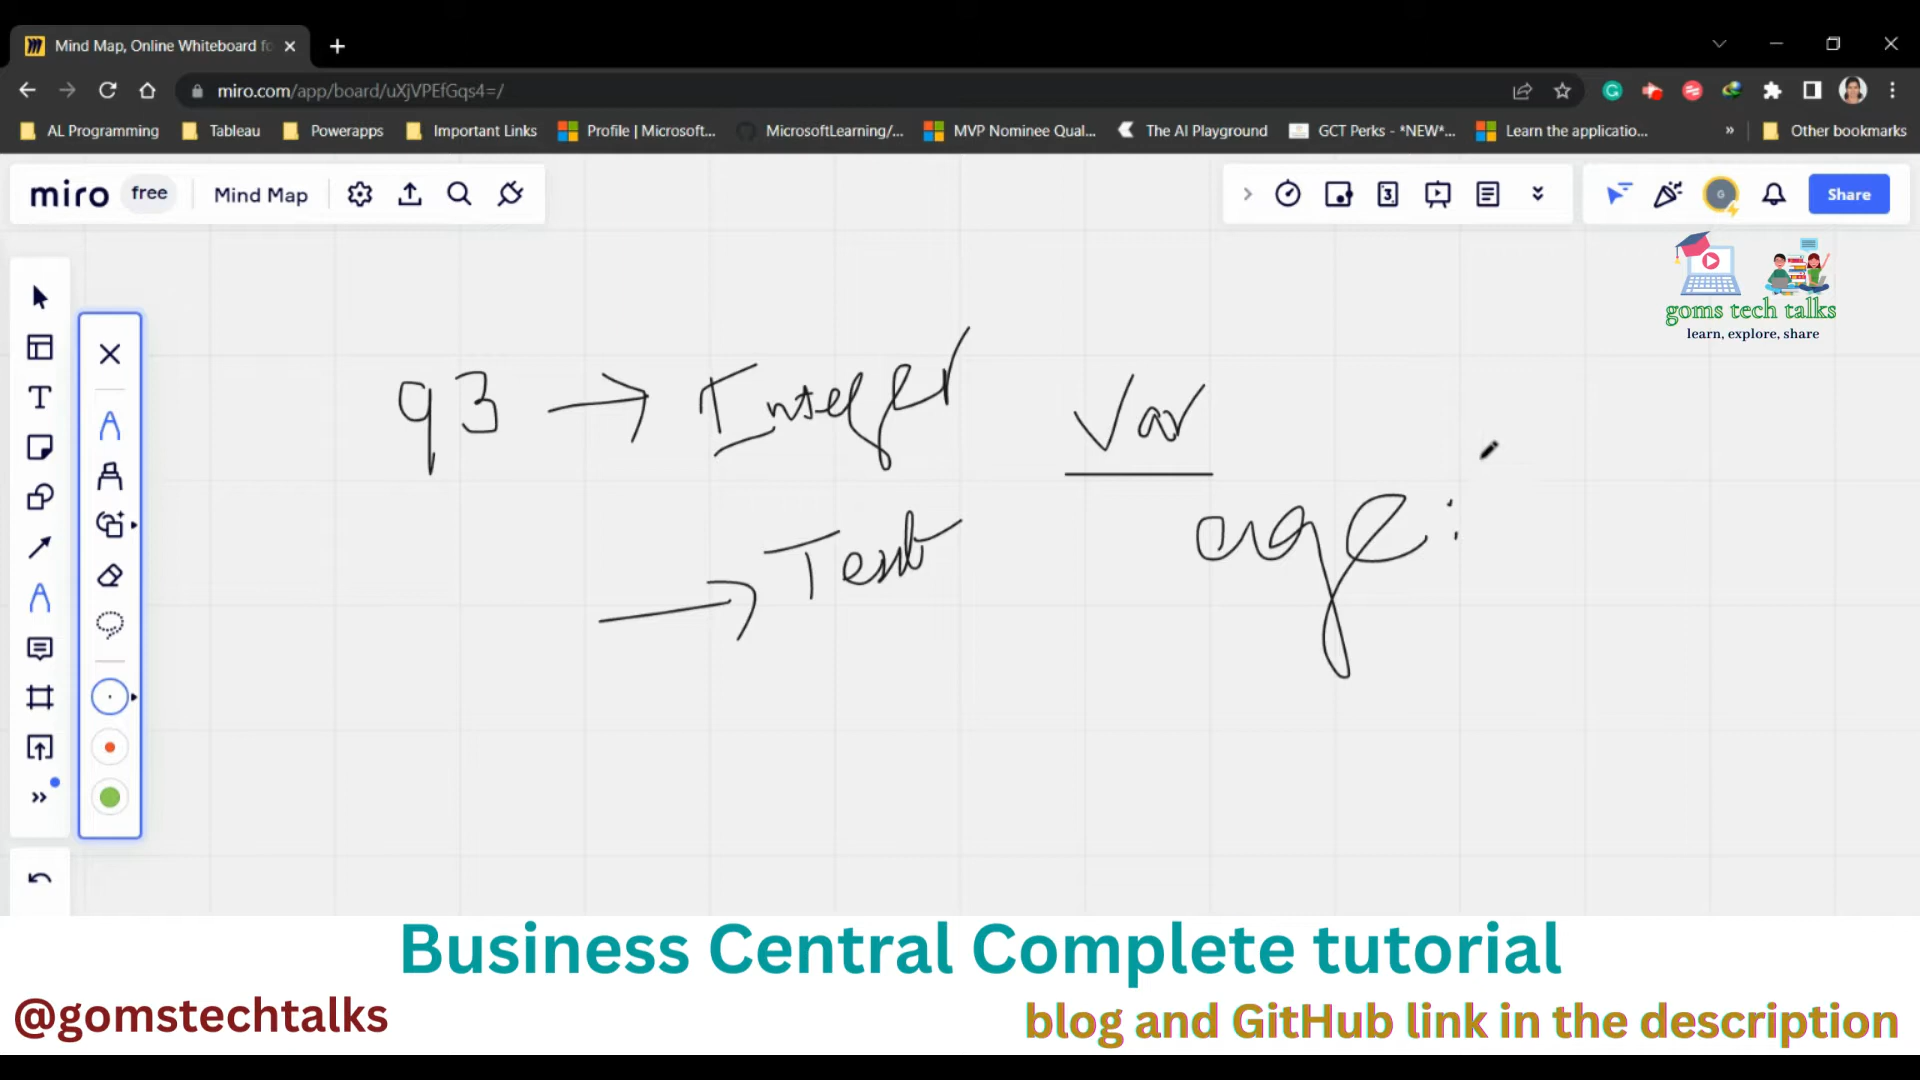 Mind Map, Online Whiteboard fo
miro.com/app/board/uXjVPEfGqs4=/
AL Programming Tableau Powerapps Important Links Profile | Microsoft... MicrosoftLearning/... MVP Nominee Qual... The AI Playground GCT Perks - *NEW*... Learn the applicatio... » Other bookmarks
miro free Mind Map Share
goms tech talks
learn, explore, share
93 → Integer Var
→ Text age :
Business Central Complete tutorial
@gomstechtalks
blog and GitHub link in the description